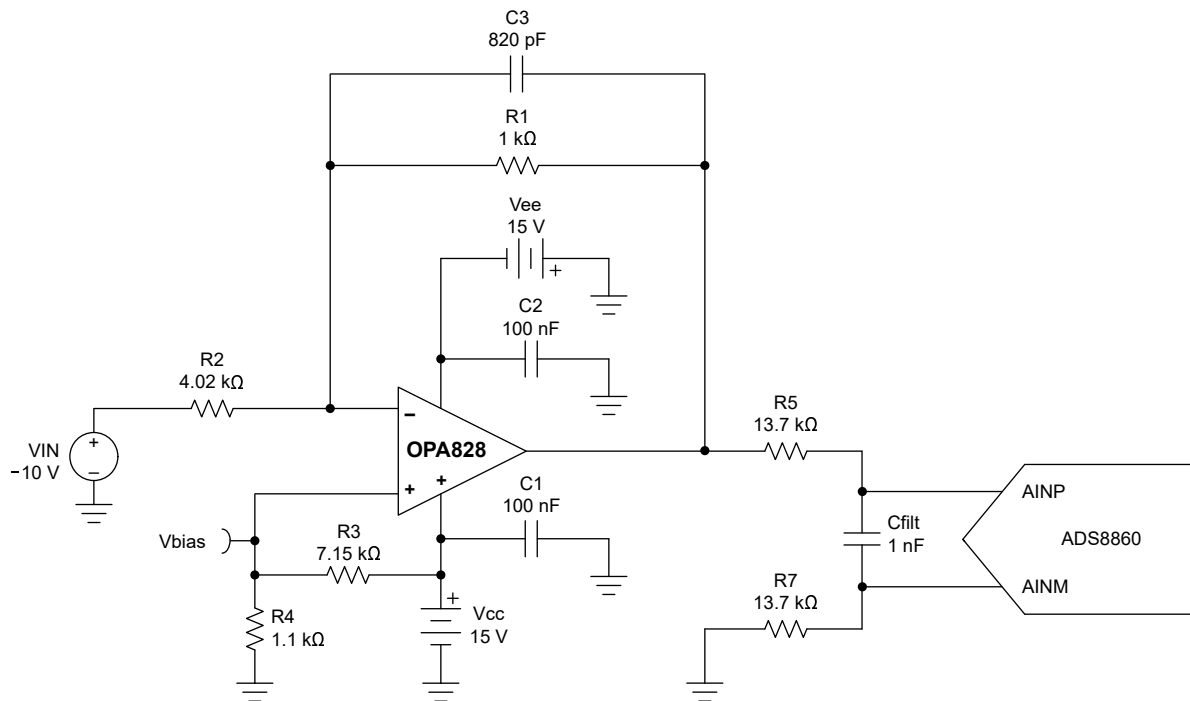 C3
820 pF
R1
1 kΩ
Vee
15 V
+
C2
100 nF
R2
4.02 kΩ
VIN
−10 V
+
−
−
OPA828
+
+
C1
100 nF
R5
13.7 kΩ
AINP
Cfilt
1 nF
ADS8860
AINM
Vbias
R3
7.15 kΩ
R7
13.7 kΩ
R4
1.1 kΩ
+
Vcc
15 V